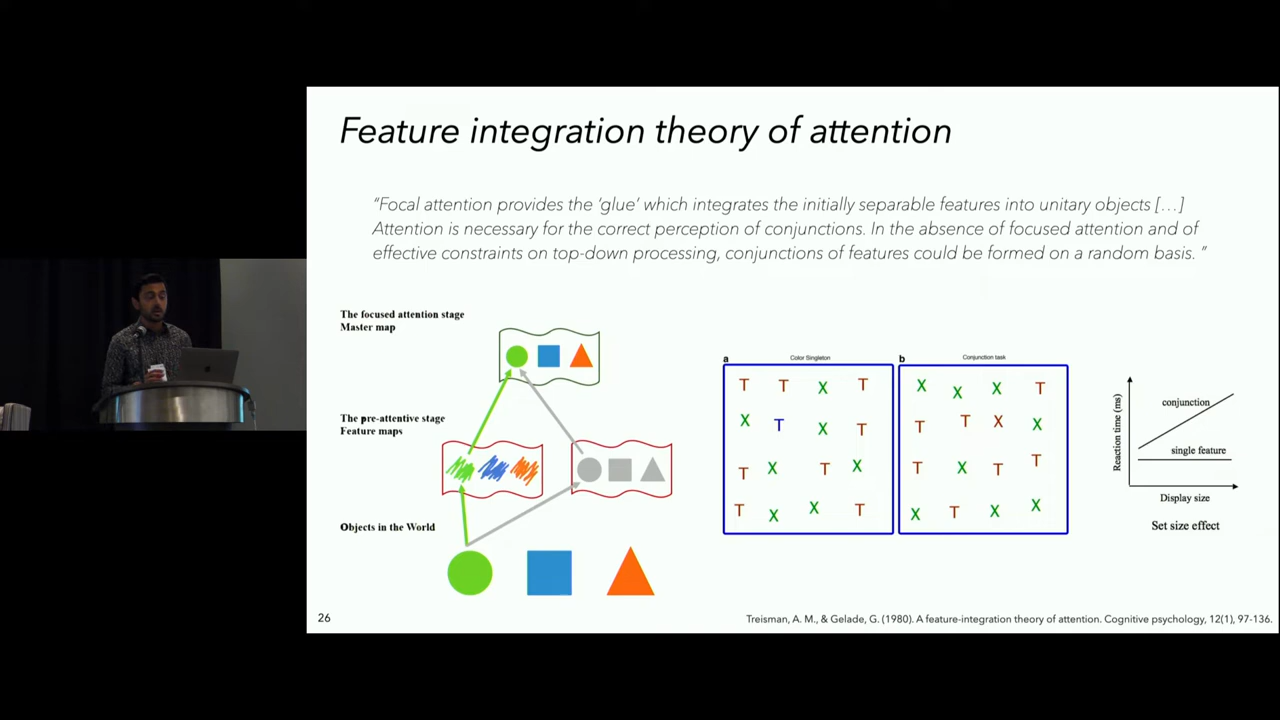 Feature integration theory of attention
“Focal attention provides the ‘glue’ which integrates the initially separable features into unitary objects […]
Attention is necessary for the correct perception of conjunctions. In the absence of focused attention and of
effective constraints on top-down processing, conjunctions of features could be formed on a random basis. ”
The focused attention stage
Master map
The pre-attentive stage
Feature maps
Objects in the World
a
Color Singleton
T T X T
X T X T
T X T X
T X X T
b
Conjunction task
X X X T
T T X X
T X T T
X T X X
Reaction time (ms)
conjunction
single feature
Display size
Set size effect
26
Treisman, A. M., & Gelade, G. (1980). A feature-integration theory of attention. Cognitive psychology, 12(1), 97-136.